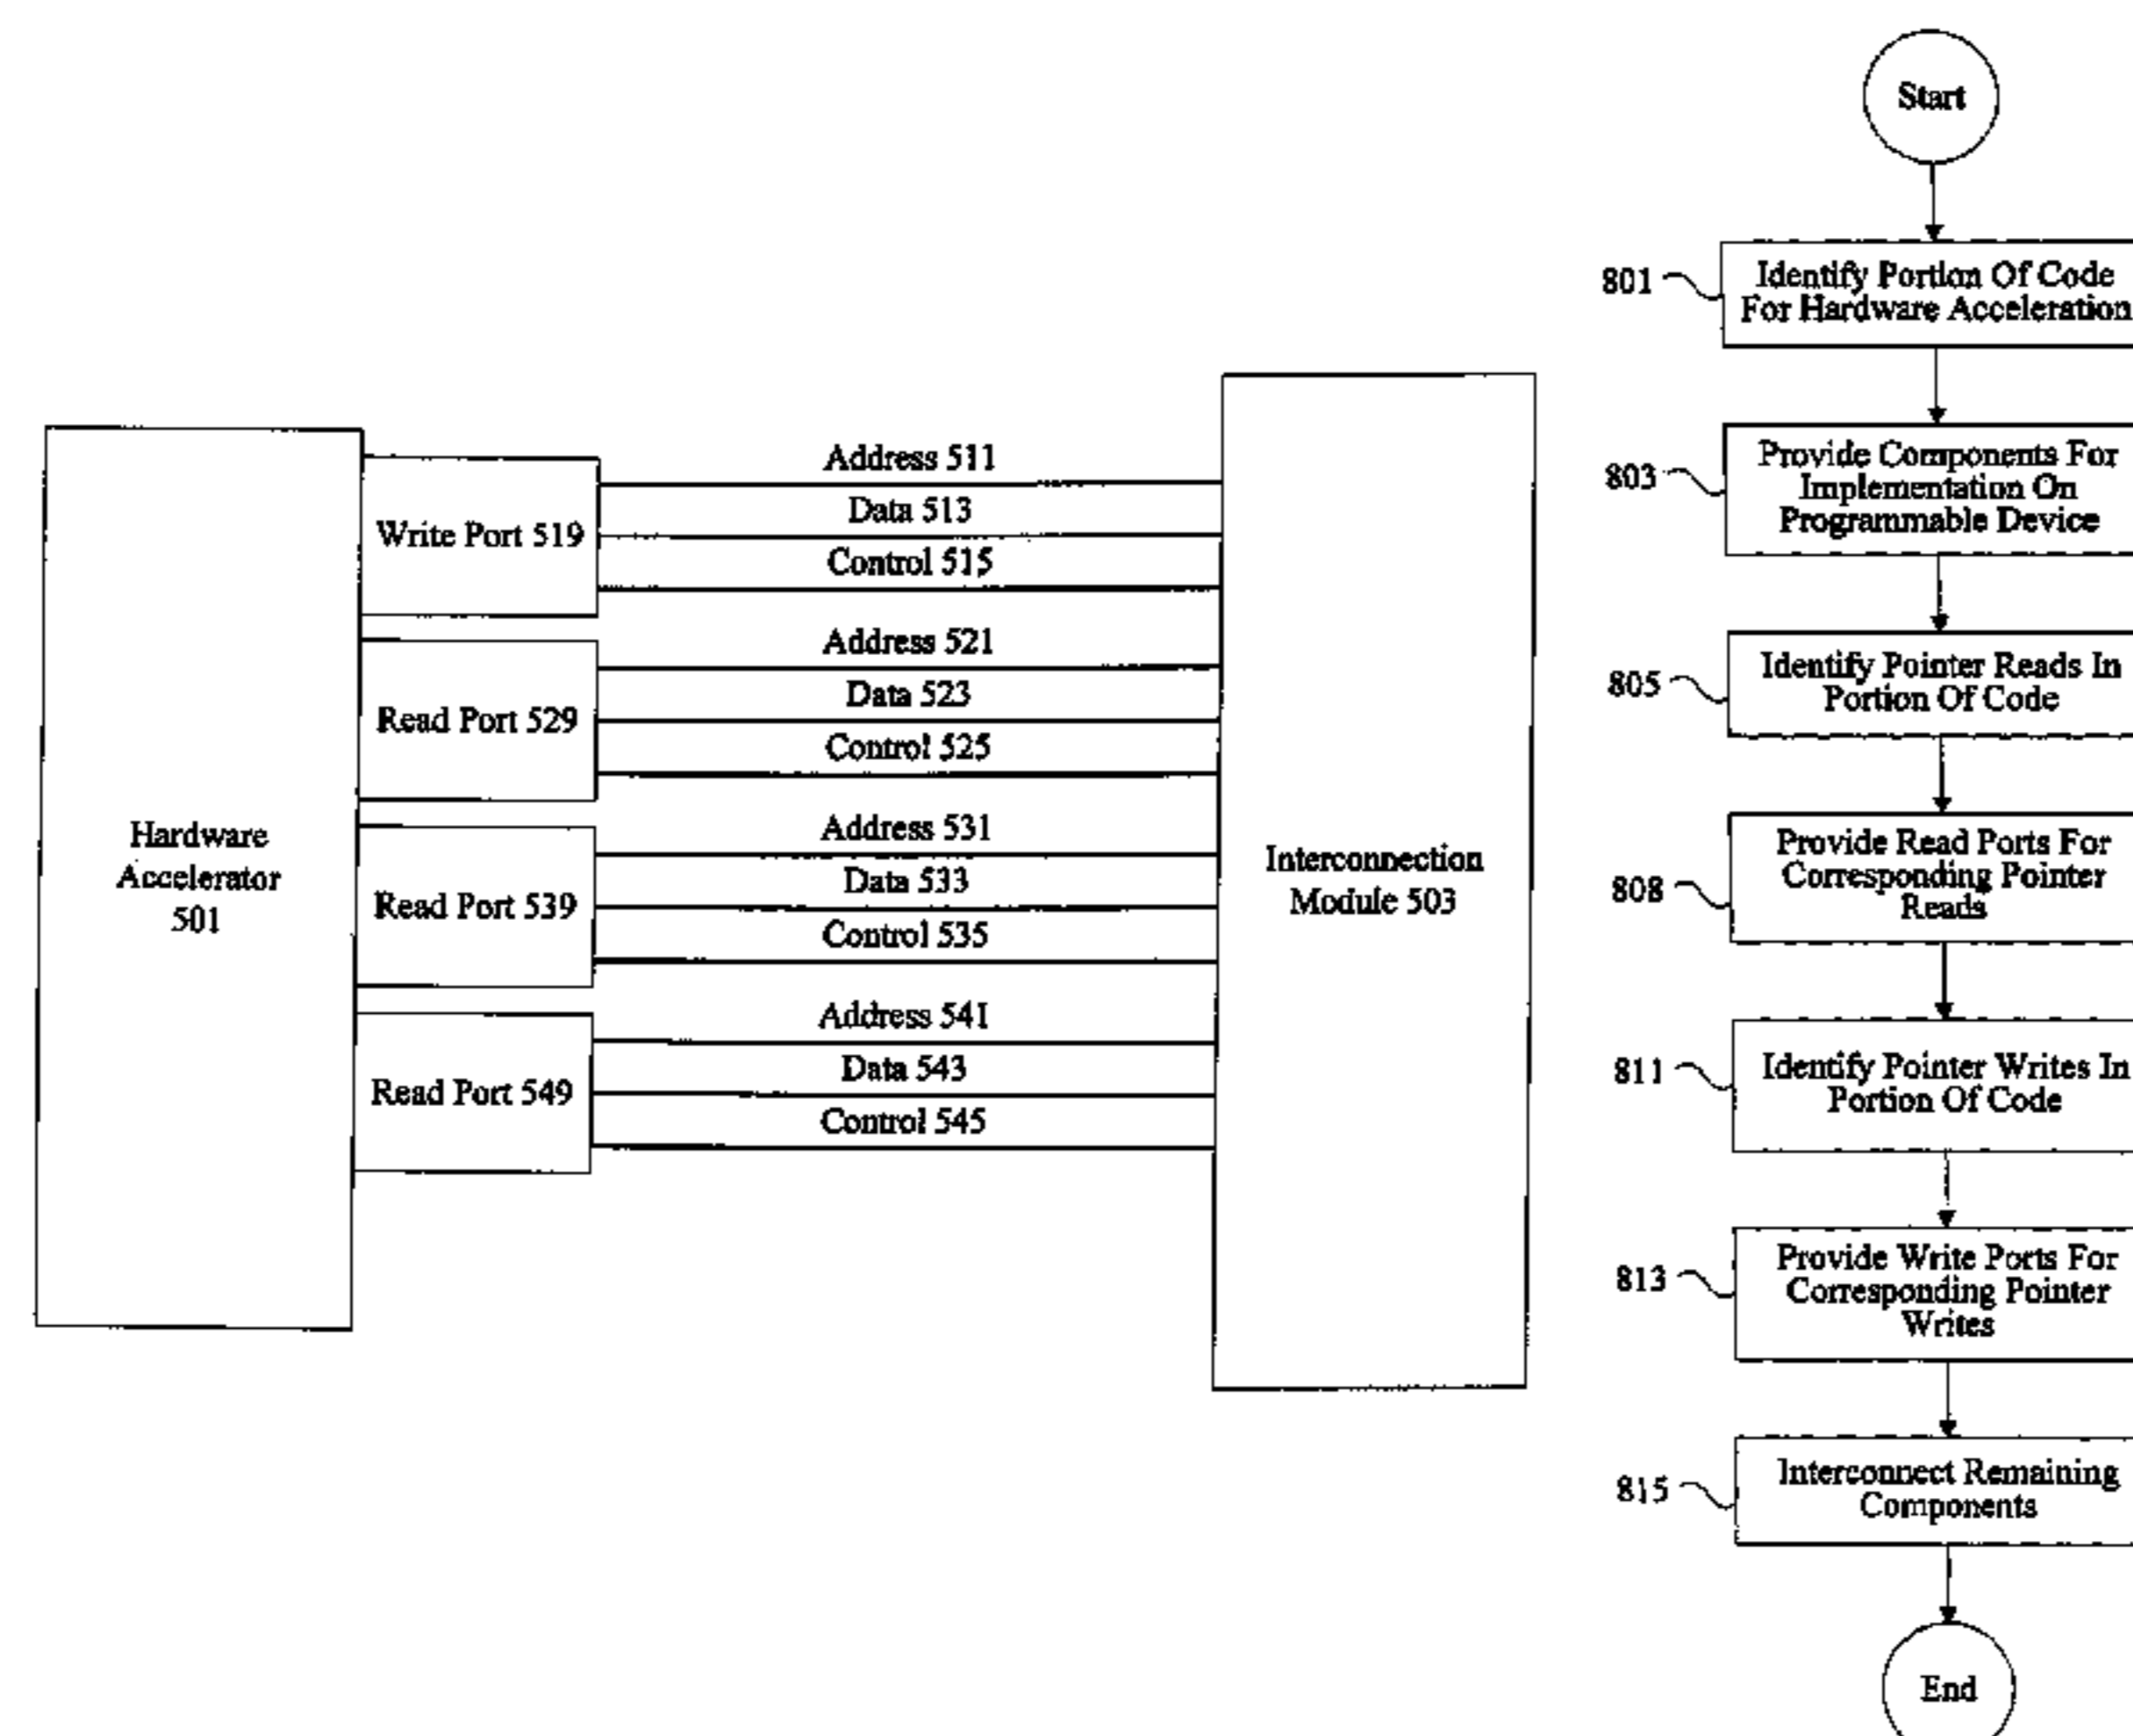 Hardware
Accelerator
501
Write Port 519
Read Port 529
Read Port 539
Read Port 549
Address 511
Data 513
Control 515
Address 521
Data 523
Control 525
Address 531
Data 533
Control 535
Address 541
Data 543
Control 545
Interconnection
Module 503
Start
801
Identify Portion Of Code
For Hardware Acceleration
803
Provide Components For
Implementation On
Programmable Device
805
Identify Pointer Reads In
Portion Of Code
808
Provide Read Ports For
Corresponding Pointer
Reads
811
Identify Pointer Writes In
Portion Of Code
813
Provide Write Ports For
Corresponding Pointer
Writes
815
Interconnect Remaining
Components
End